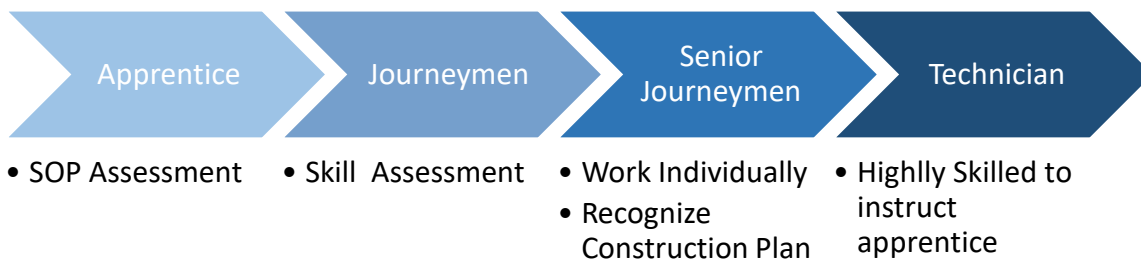 Apprentice
Journeymen
Senior
Journeymen
Technician
• SOP Assessment
• Skill Assessment
• Work Individually
• Recognize
Construction Plan
• Highlly Skilled to
instruct
apprentice